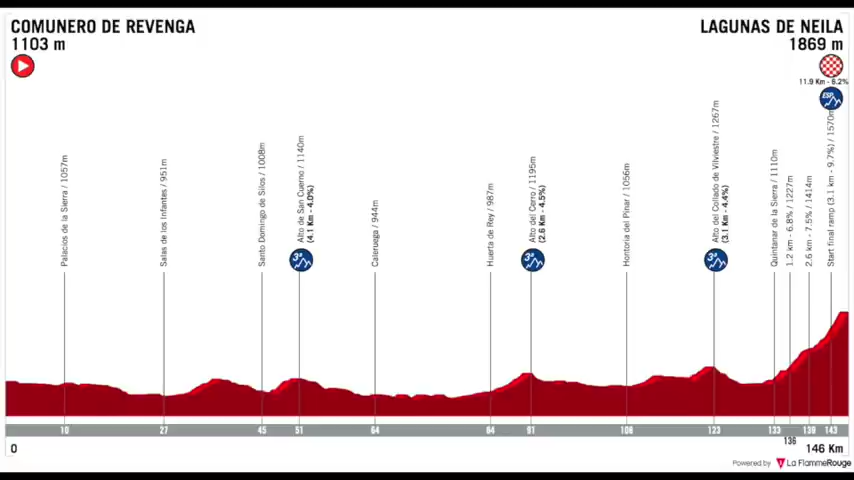 COMUNERO DE REVENGA
1103 m
LAGUNAS DE NEILA
1869 m
11.9 Km - 6.2%
ESP
Palacios de la Sierra / 1057m
Salas de los Infantes / 951m
Santo Domingo de Silos / 1008m
Alto de San Cuerno / 1140m
(4.1 Km - 4.0%)
3ª
Caleruega / 944m
Huerta de Rey / 987m
Alto del Cerro / 1195m
(2.6 Km - 4.5%)
3ª
Hontoria del Pinar / 1056m
Alto del Collado de Vilviestre / 1267m
(3.1 Km - 4.4%)
3ª
Quintanar de la Sierra / 1110m
1.2 km - 6.8% / 1227m
2.6 km - 7.5% / 1414m
Start final ramp (3.1 km - 9.7%) / 1570m
10 27 45 51 64 84 91 106 123 133 136 139 143
0
146 KM
Powered by La FlammeRouge